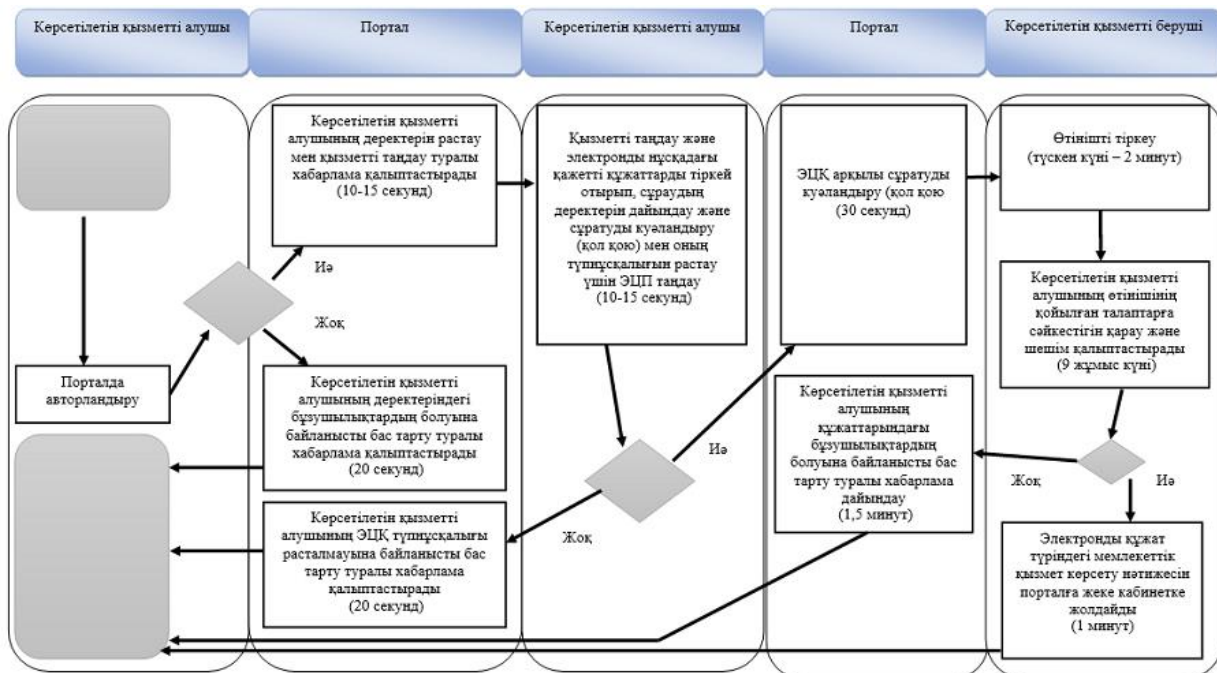 Көрсетілетін қызметті алушы
Портал
Көрсетілетін қызметті алушы
Портал
Көрсетілетін қызметті беруші
Порталда
авторландыру
Көрсетілетін қызметті
алушының деректерін растау
мен қызметті таңдау туралы
хабарлама қалыптастырады
(10-15 секунд)
Иә
Жоқ
Көрсетілетін қызметті
алушының деректеріндегі
бұзушылықтардың болуына
байланысты бас тарту туралы
хабарлама қалыптастырады
(20 секунд)
Көрсетілетін қызметті
алушының ЭЦҚ түпнұсқалығы
расталмауына байланысты бас
тарту туралы хабарлама
қалыптастырады
(20 секунд)
Қызметті таңдау және
электронды нұсқадағы
қажетті құжаттарды тіркей
отырып, сұраудың
деректерін дайындау және
сұратуды куәландыру
(қол қою) мен оның
түпнұсқалығын растау
үшін ЭЦП таңдау
(10-15 секунд)
Иә
Жоқ
ЭЦҚ арқылы сұратуды
куәландыру (қол қою
(30 секунд)
Көрсетілетін қызметті
алушының
құжаттарындағы
бұзушылықтардың
болуына байланысты бас
тарту туралы хабарлама
дайындау
(1,5 минут)
Өтінішті тіркеу
(түскен күні – 2 минут)
Көрсетілетін қызметті
алушының өтінішінің
қойылған талаптарға
сәйкестігін қарау және
шешім қалыптастырады
(9 жұмыс күні)
Жоқ
Иә
Электронды құжат
түріндегі мемлекеттік
қызмет көрсету нәтижесін
порталға жеке кабинетке
жолдайды
(1 минут)